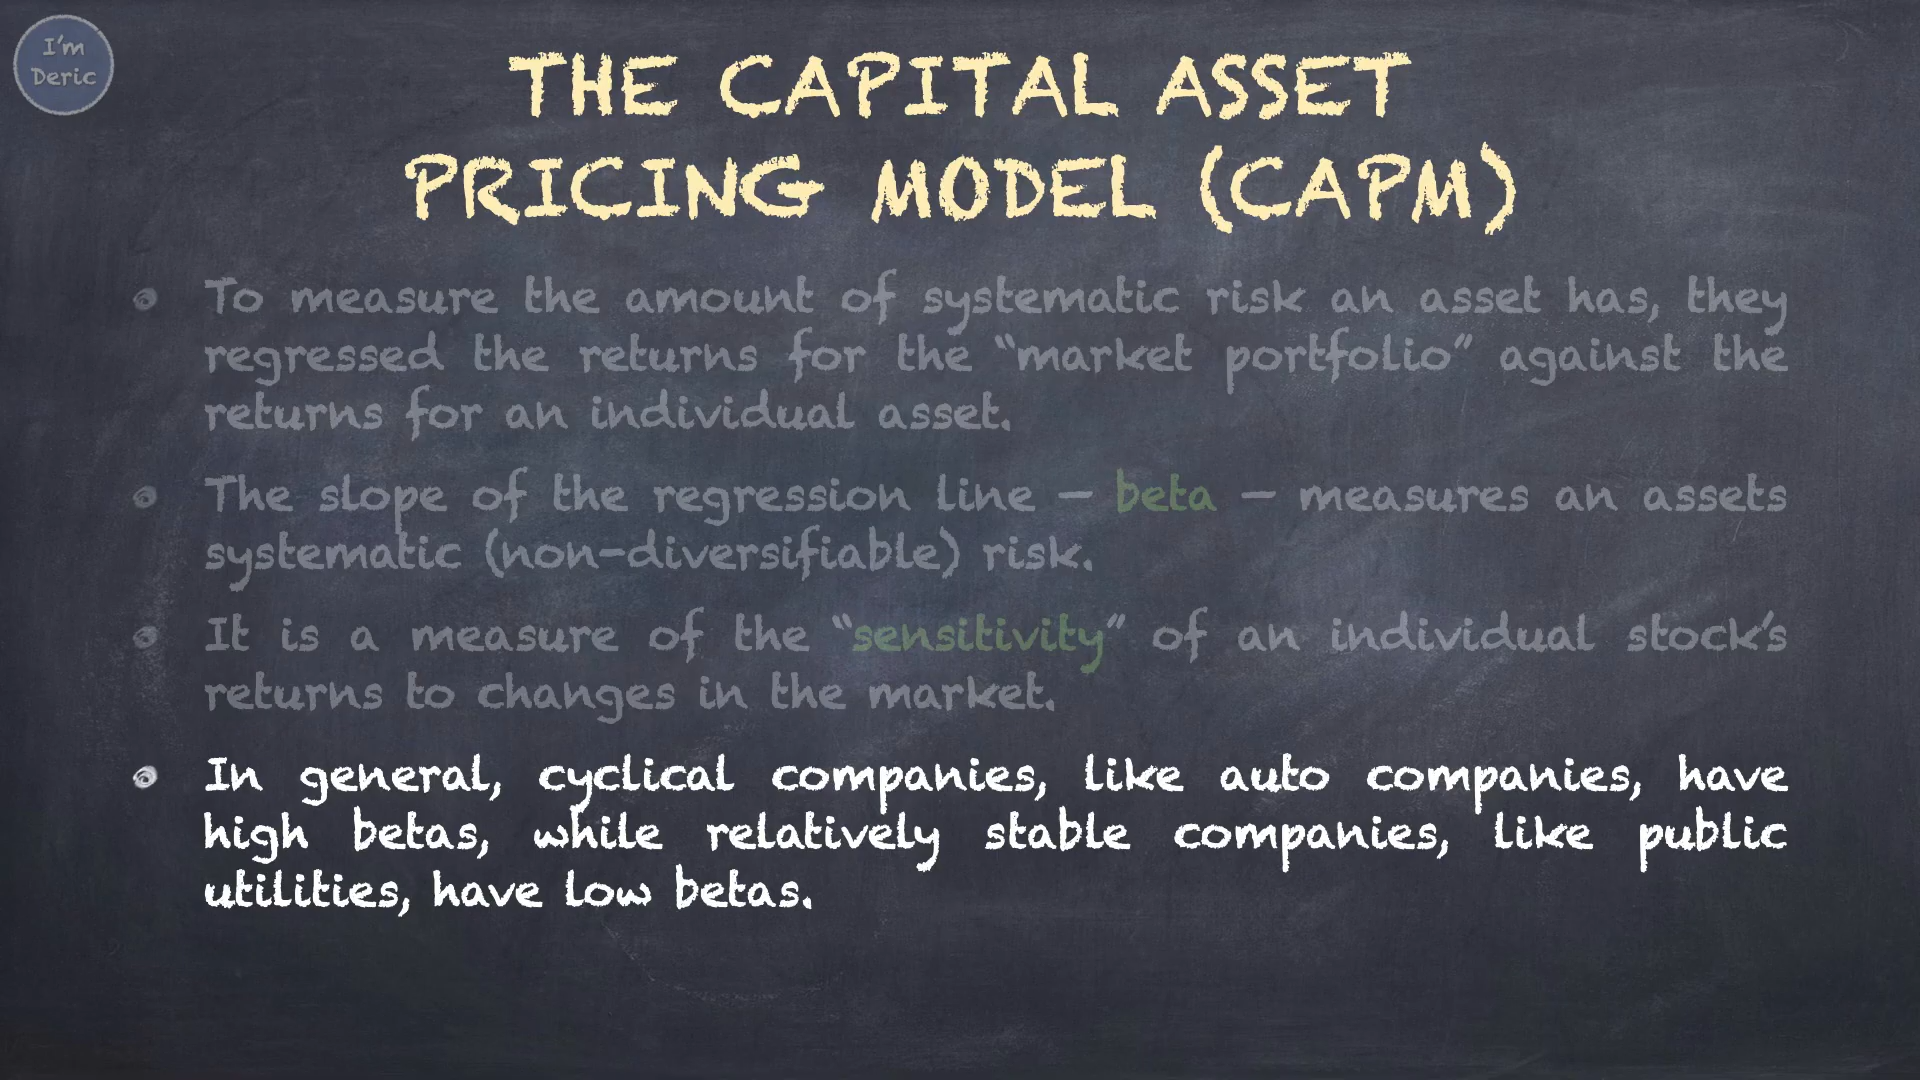 I'm
Deric
THE CAPITAL ASSET
PRICING MODEL (CAPM)
To measure the amount of systematic risk an asset has, they
regressed the returns for the “market portfolio” against the
returns for an individual asset.
The slope of the regression line – beta – measures an assets
systematic (non-diversifiable) risk.
It is a measure of the “sensitivity” of an individual stock's
returns to changes in the market.
In general, cyclical companies, like auto companies, have
high betas, while relatively stable companies, like public
utilities, have low betas.